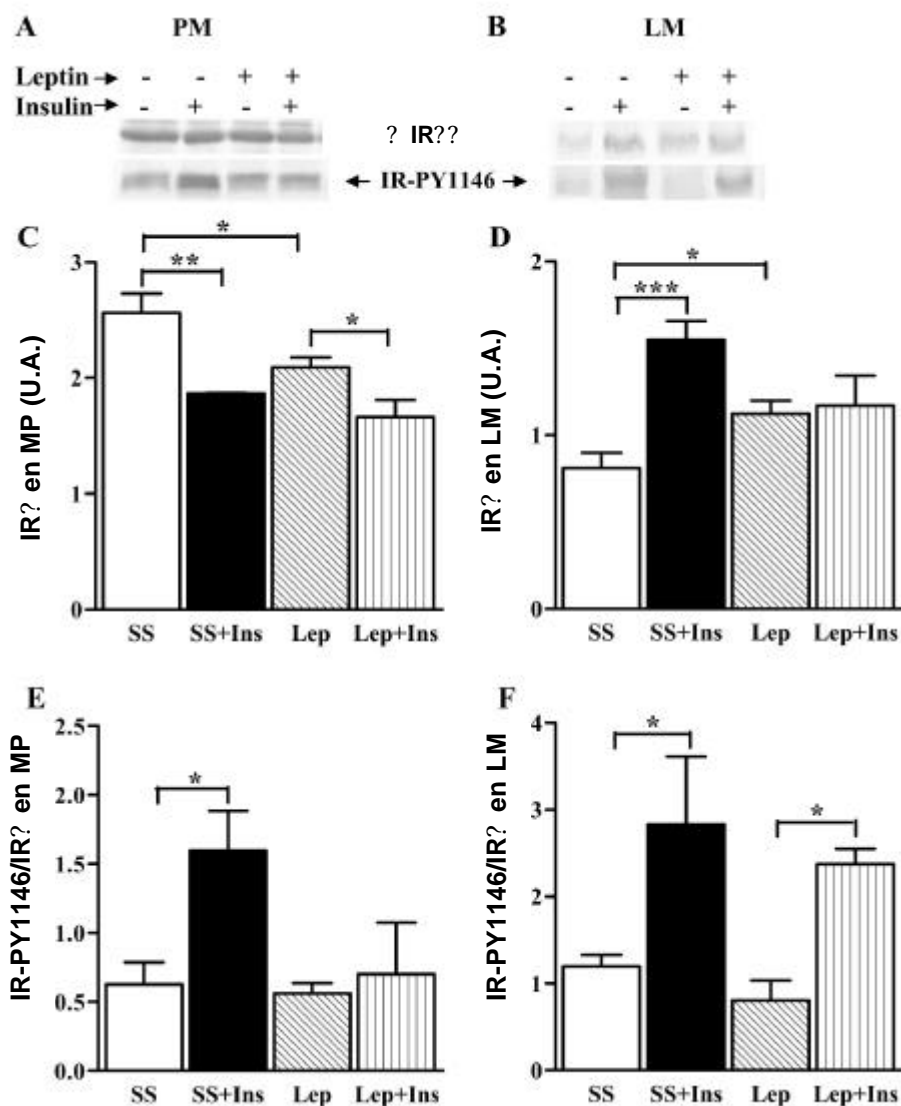 A PM B LM
Leptin → - - + + - - + +
Insulin → - + - + - + - +
? IR??
← IR-PY1146 →
C
IR? en MP (U.A.)
3
2
1
0
*
**
*
SS SS+Ins Lep Lep+Ins
D
IR? en LM (U.A.)
2
1
0
*
***
SS SS+Ins Lep Lep+Ins
E
IR-PY1146/IR? en MP
2.5
2.0
1.5
1.0
0.5
0.0
*
SS SS+Ins Lep Lep+Ins
F
IR-PY1146/IR? en LM
4
3
2
1
0
*
*
SS SS+Ins Lep Lep+Ins